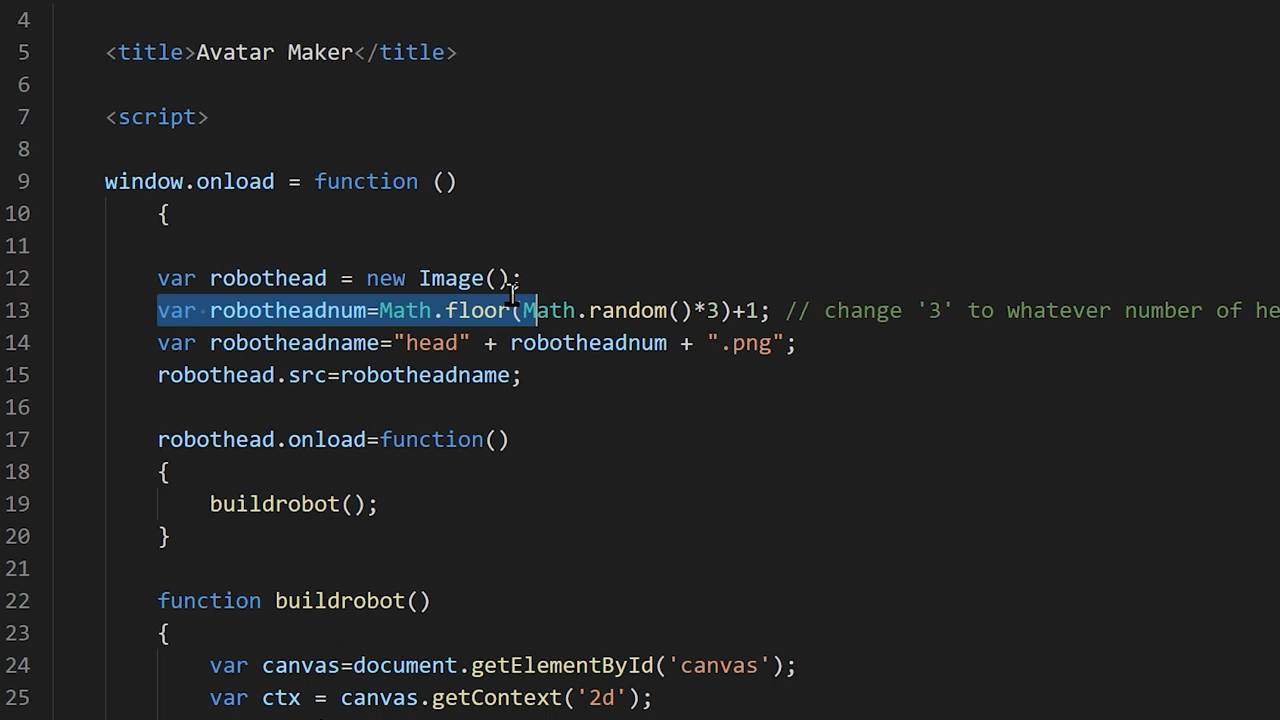 4
5 <title>Avatar Maker</title>
6
7 <script>
8
9 window.onload = function ()
10 {
11
12 var robothead = new Image();
13 var robotheadnum=Math.floor(Math.random()*3)+1; // change '3' to whatever number of he
14 var robotheadname="head" + robotheadnum + ".png";
15 robothead.src=robotheadname;
16
17 robothead.onload=function()
18 {
19 buildrobot();
20 }
21
22 function buildrobot()
23 {
24 var canvas=document.getElementById('canvas');
25 var ctx = canvas.getContext('2d');